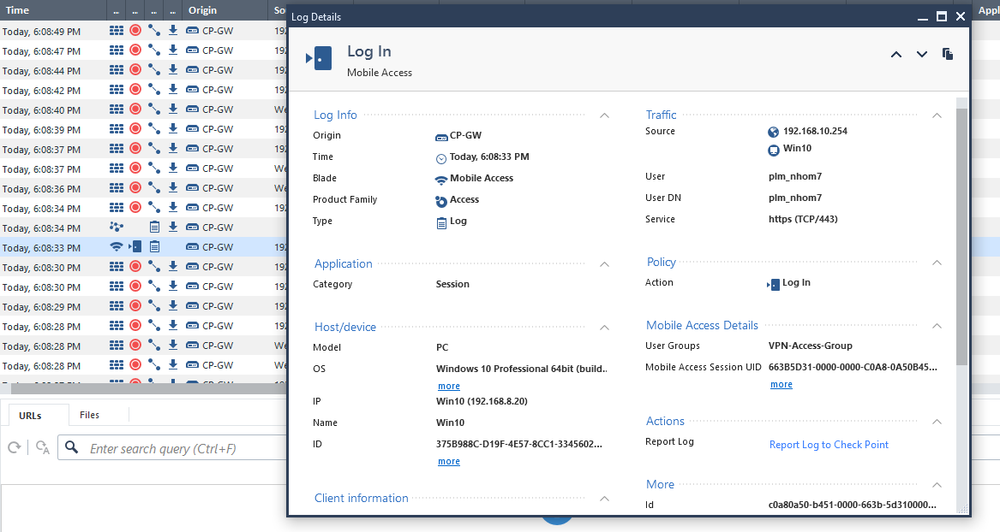 Time ... ... ... ... Origin So Appl
Log Details
Today, 6:08:49 PM CP-GW 192
Today, 6:08:47 PM CP-GW 192
Today, 6:08:44 PM CP-GW 192
Today, 6:08:42 PM CP-GW 192
Today, 6:08:40 PM CP-GW We
Today, 6:08:39 PM CP-GW 192
Today, 6:08:37 PM CP-GW 192
Today, 6:08:37 PM CP-GW We
Today, 6:08:36 PM CP-GW We
Today, 6:08:34 PM CP-GW 192
Today, 6:08:34 PM CP-GW
Today, 6:08:33 PM CP-GW 192
Today, 6:08:30 PM CP-GW 192
Today, 6:08:30 PM CP-GW 192
Today, 6:08:29 PM CP-GW 192
Today, 6:08:28 PM CP-GW 192
Today, 6:08:28 PM CP-GW We
Today, 6:08:28 PM CP-GW We
URLs Files
Enter search query (Ctrl+F)
Log In
Mobile Access
Log Info
Origin CP-GW
Time Today, 6:08:33 PM
Blade Mobile Access
Product Family Access
Type Log
Application
Category Session
Host/device
Model PC
OS Windows 10 Professional 64bit (build..
more
IP Win10 (192.168.8.20)
Name Win10
ID 375B988C-D19F-4E57-8CC1-3345602...
more
Client information
Traffic
Source 192.168.10.254
Win10
User plm_nhom7
User DN plm_nhom7
Service https (TCP/443)
Policy
Action Log In
Mobile Access Details
User Groups VPN-Access-Group
Mobile Access Session UID 663B5D31-0000-0000-C0A8-0A50B45...
more
Actions
Report Log Report Log to Check Point
More
Id c0a80a50-b451-0000-663b-5d310000...